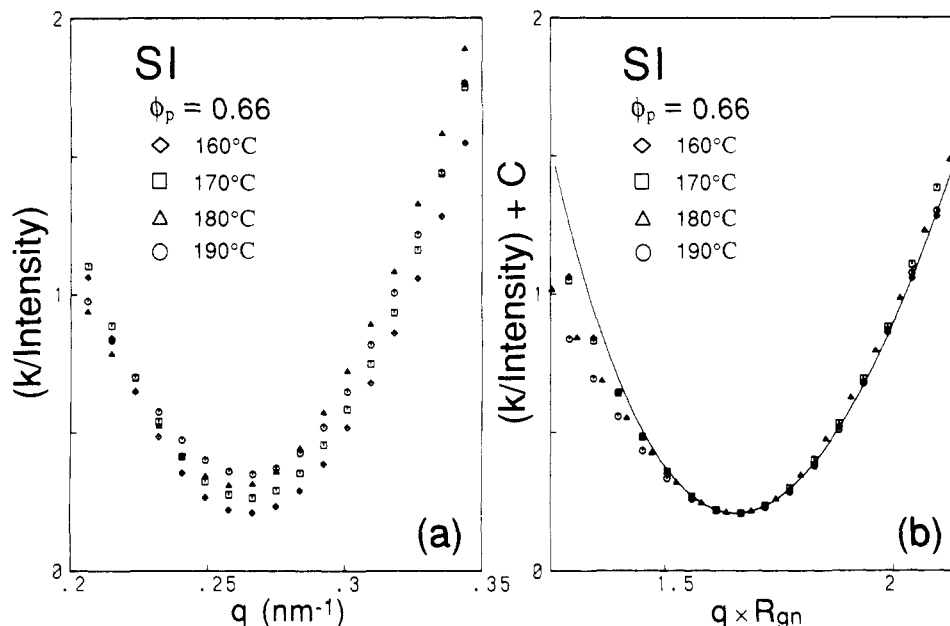 2
1
0
(k/Intensity)
SI
ϕp = 0.66
◇ 160°C
□ 170°C
△ 180°C
○ 190°C
(a)
.2
.25
.3
.35
q (nm-1)
2
1
0
(k/Intensity) + C
SI
ϕp = 0.66
◇ 160°C
□ 170°C
△ 180°C
○ 190°C
(b)
1.5
2
q × Rgn